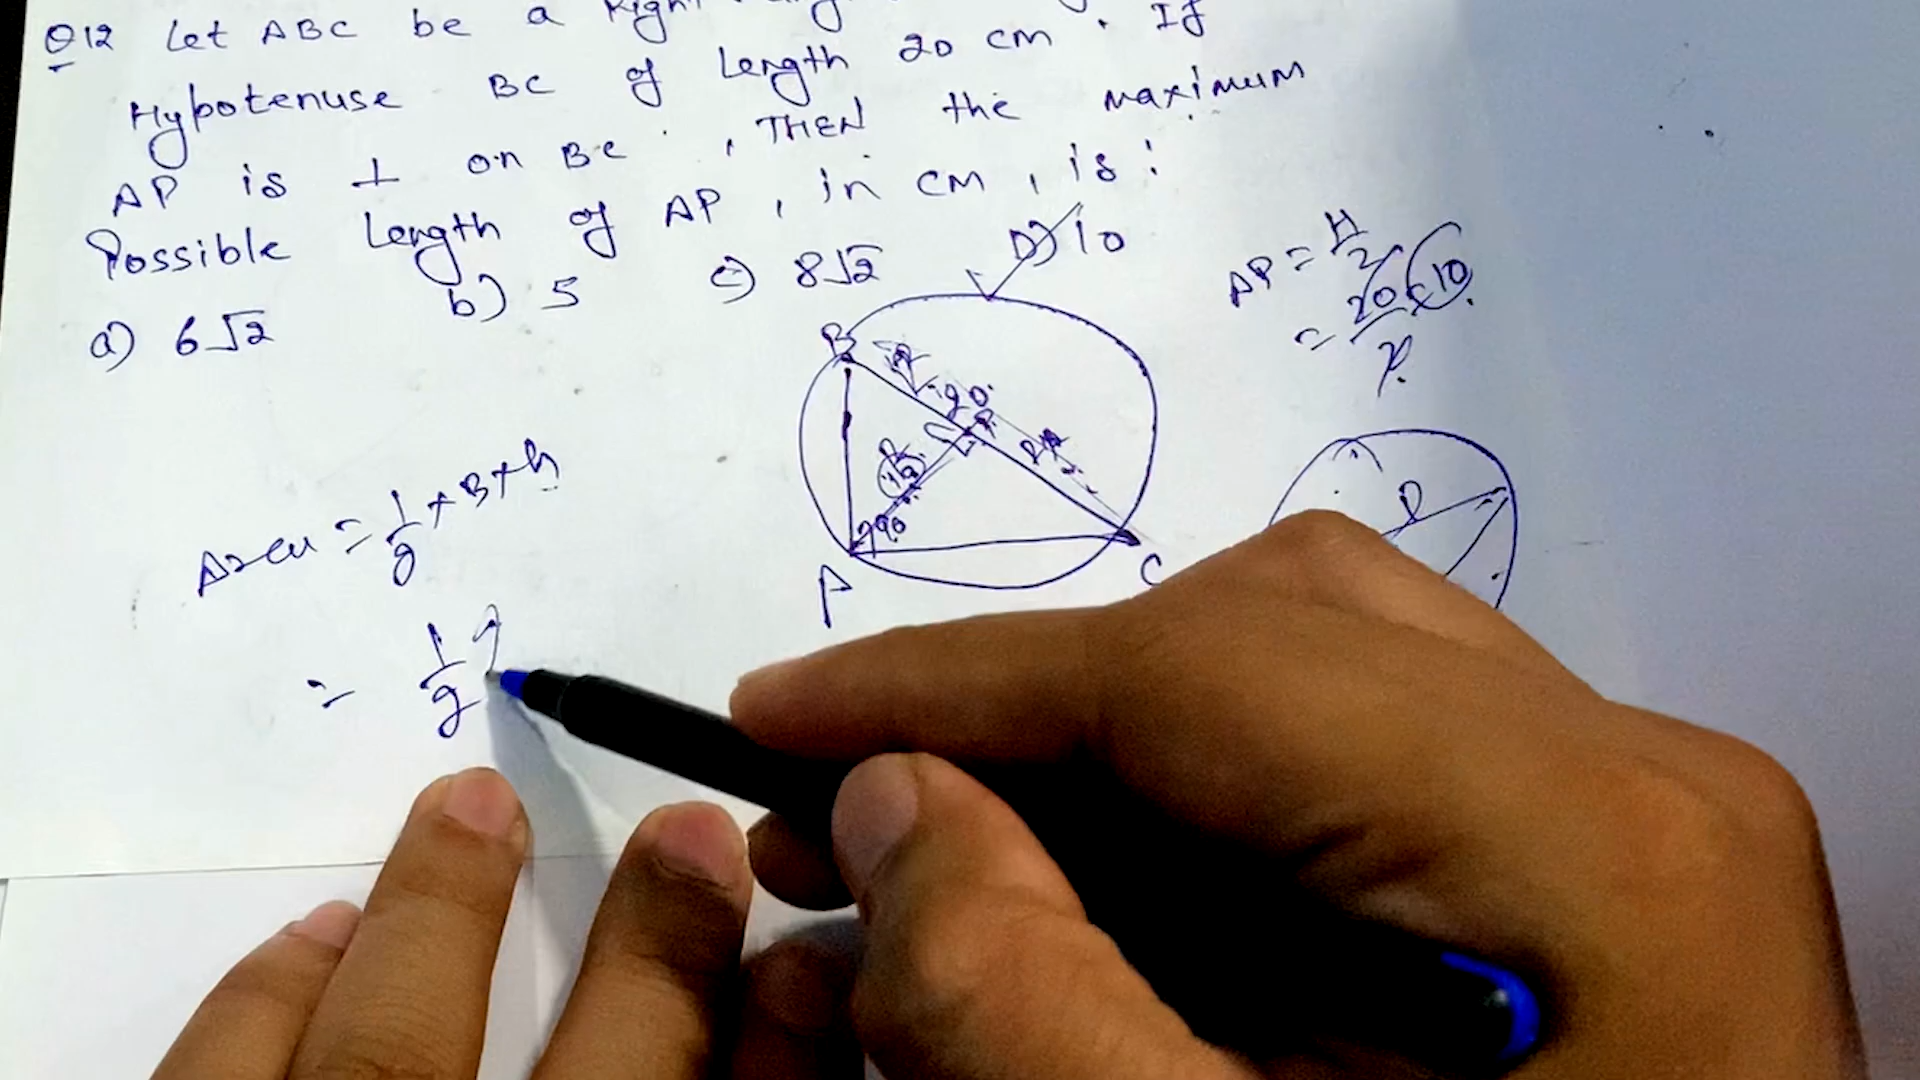 Q12 Let ABC be a Right
Hypotenuse BC of Length 20 cm. If
AP is ⊥ on BC, THEN the maximum
Possible Length of AP, in cm, is:
a) 6√2 b) 5 c) 8√2 D) 10
AP = H/2
= 20/2 = 10
B
20
R
90
A
C
Area = 1/2 × B × h
= 1/2